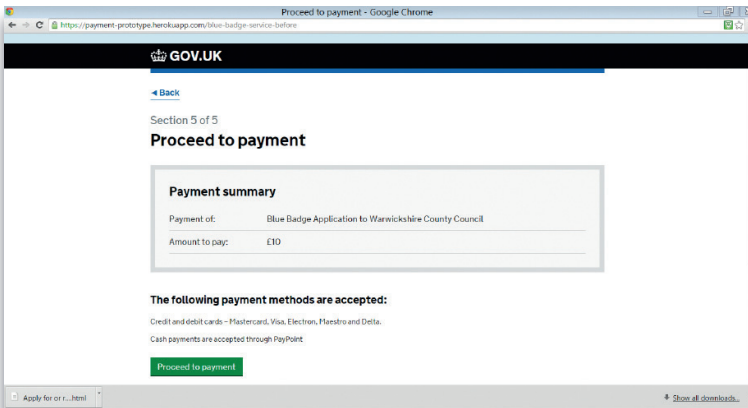 Proceed to payment - Google Chrome
https://payment-prototype.herokuapp.com/blue-badge-service-before
GOV.UK
◄ Back
Section 5 of 5
Proceed to payment
Payment summary
Payment of: Blue Badge Application to Warwickshire County Council
Amount to pay: £10
The following payment methods are accepted:
Credit and debit cards – Mastercard, Visa, Electron, Maestro and Delta.
Cash payments are accepted through PayPoint
Proceed to payment
Apply for or r...html
Show all downloads...